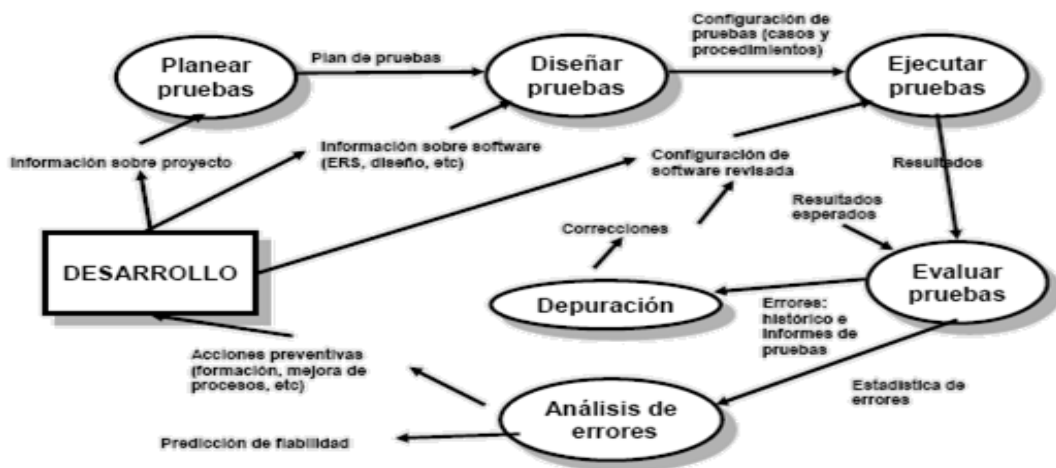 Planear
pruebas
Plan de pruebas
Diseñar
pruebas
Configuración de
pruebas (casos y
procedimientos)
Ejecutar
pruebas
Información sobre proyecto
Información sobre software
(ERS, diseño, etc)
Configuración de
software revisada
Resultados
Resultados
esperados
Correcciones
DESARROLLO
Depuración
Evaluar
pruebas
Errores:
histórico e
informes de
pruebas
Acciones preventivas
(formación, mejora de
procesos, etc)
Estadística de
errores
Análisis de
errores
Predicción de fiabilidad